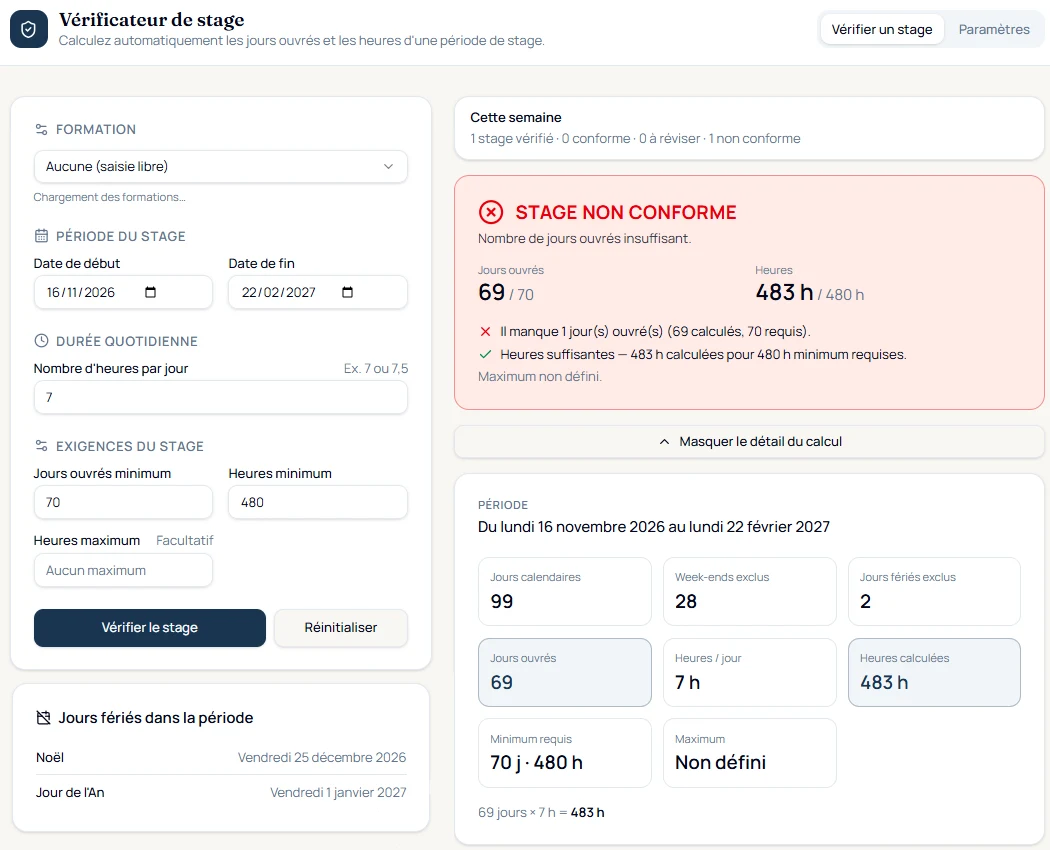 Vérificateur de stage
Calculez automatiquement les jours ouvrés et les heures d'une période de stage.
Vérifier un stage
Paramètres
FORMATION
Aucune (saisie libre)
Chargement des formations…
PÉRIODE DU STAGE
Date de début
Date de fin
16/11/2026
22/02/2027
DURÉE QUOTIDIENNE
Nombre d'heures par jour
Ex. 7 ou 7,5
7
EXIGENCES DU STAGE
Jours ouvrés minimum
Heures minimum
70
480
Heures maximum
Facultatif
Aucun maximum
Vérifier le stage
Réinitialiser
Jours fériés dans la période
Noël
Vendredi 25 décembre 2026
Jour de l'An
Vendredi 1 janvier 2027
Cette semaine
1 stage vérifié · 0 conforme · 0 à réviser · 1 non conforme
STAGE NON CONFORME
Nombre de jours ouvrés insuffisant.
Jours ouvrés
69 / 70
Heures
483 h / 480 h
Il manque 1 jour(s) ouvré(s) (69 calculés, 70 requis).
Heures suffisantes — 483 h calculées pour 480 h minimum requises.
Maximum non défini.
Masquer le détail du calcul
PÉRIODE
Du lundi 16 novembre 2026 au lundi 22 février 2027
Jours calendaires
99
Week-ends exclus
28
Jours fériés exclus
2
Jours ouvrés
69
Heures / jour
7 h
Heures calculées
483 h
Minimum requis
70 j · 480 h
Maximum
Non défini
69 jours × 7 h = 483 h